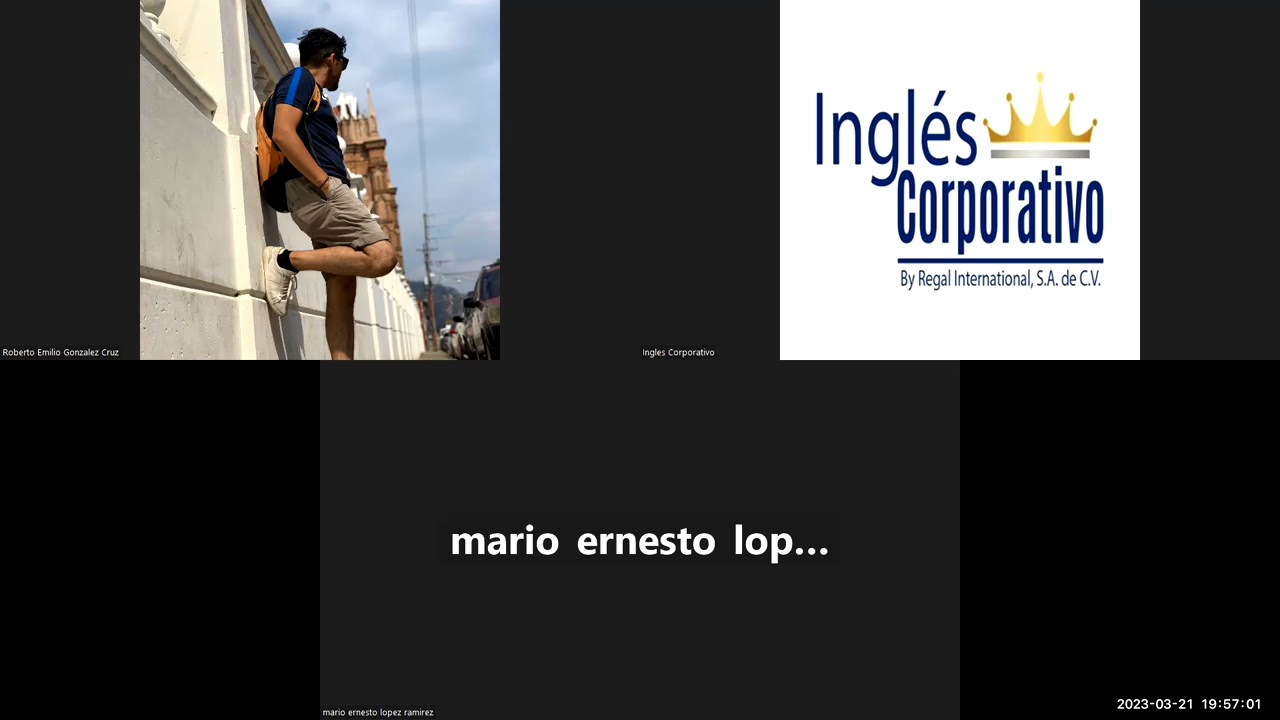 Inglés
Corporativo
By Regal International, S.A. de C.V.
Roberto Emilio Gonzalez Cruz
Ingles Corporativo
mario ernesto lop...
mario ernesto lopez ramirez
2023-03-21 19:57:01